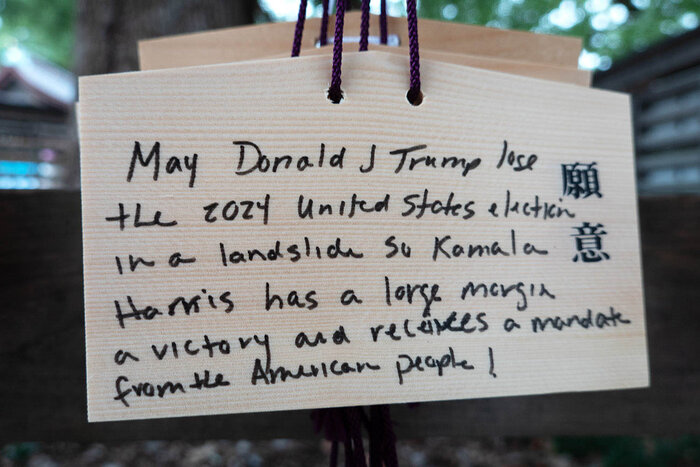 May Donald J Trump lose
the 2024 United States election
in a landslide so Kamala
Harris has a large margin
a victory and receives a mandate
from the American people!
願意